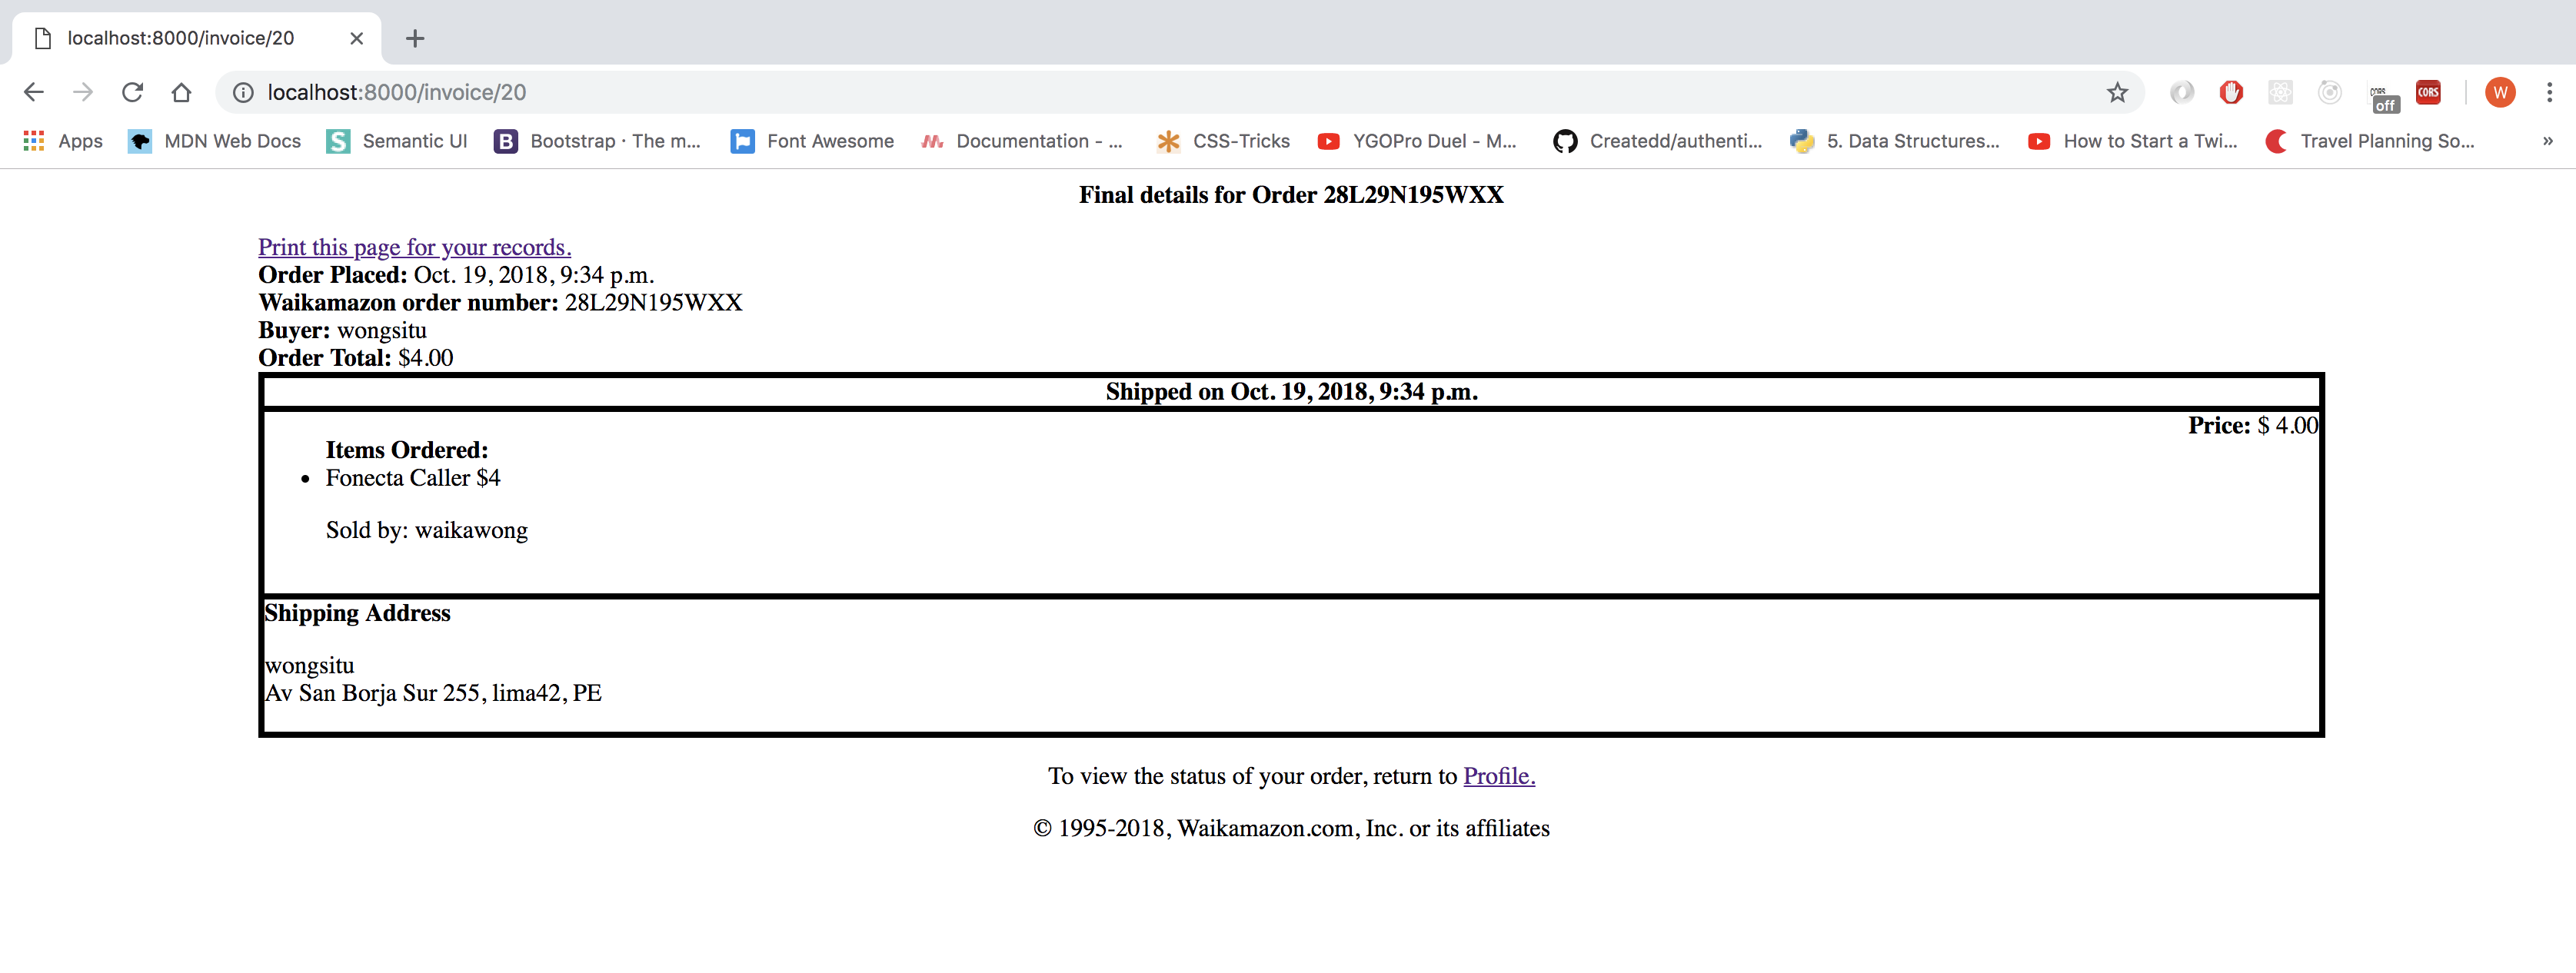 localhost:8000/invoice/20
localhost:8000/invoice/20
off
CORS
W
Apps
MDN Web Docs
S Semantic UI
B Bootstrap · The m...
Font Awesome
Documentation - ...
CSS-Tricks
YGOPro Duel - M...
Createdd/authenti...
5. Data Structures...
How to Start a Twi...
Travel Planning So...
»
Final details for Order 28L29N195WXX
Print this page for your records.
Order Placed: Oct. 19, 2018, 9:34 p.m.
Waikamazon order number: 28L29N195WXX
Buyer: wongsitu
Order Total: $4.00
Shipped on Oct. 19, 2018, 9:34 p.m.
Price: $ 4.00
Items Ordered:
• Fonecta Caller $4
Sold by: waikawong
Shipping Address
wongsitu
Av San Borja Sur 255, lima42, PE
To view the status of your order, return to Profile.
© 1995-2018, Waikamazon.com, Inc. or its affiliates